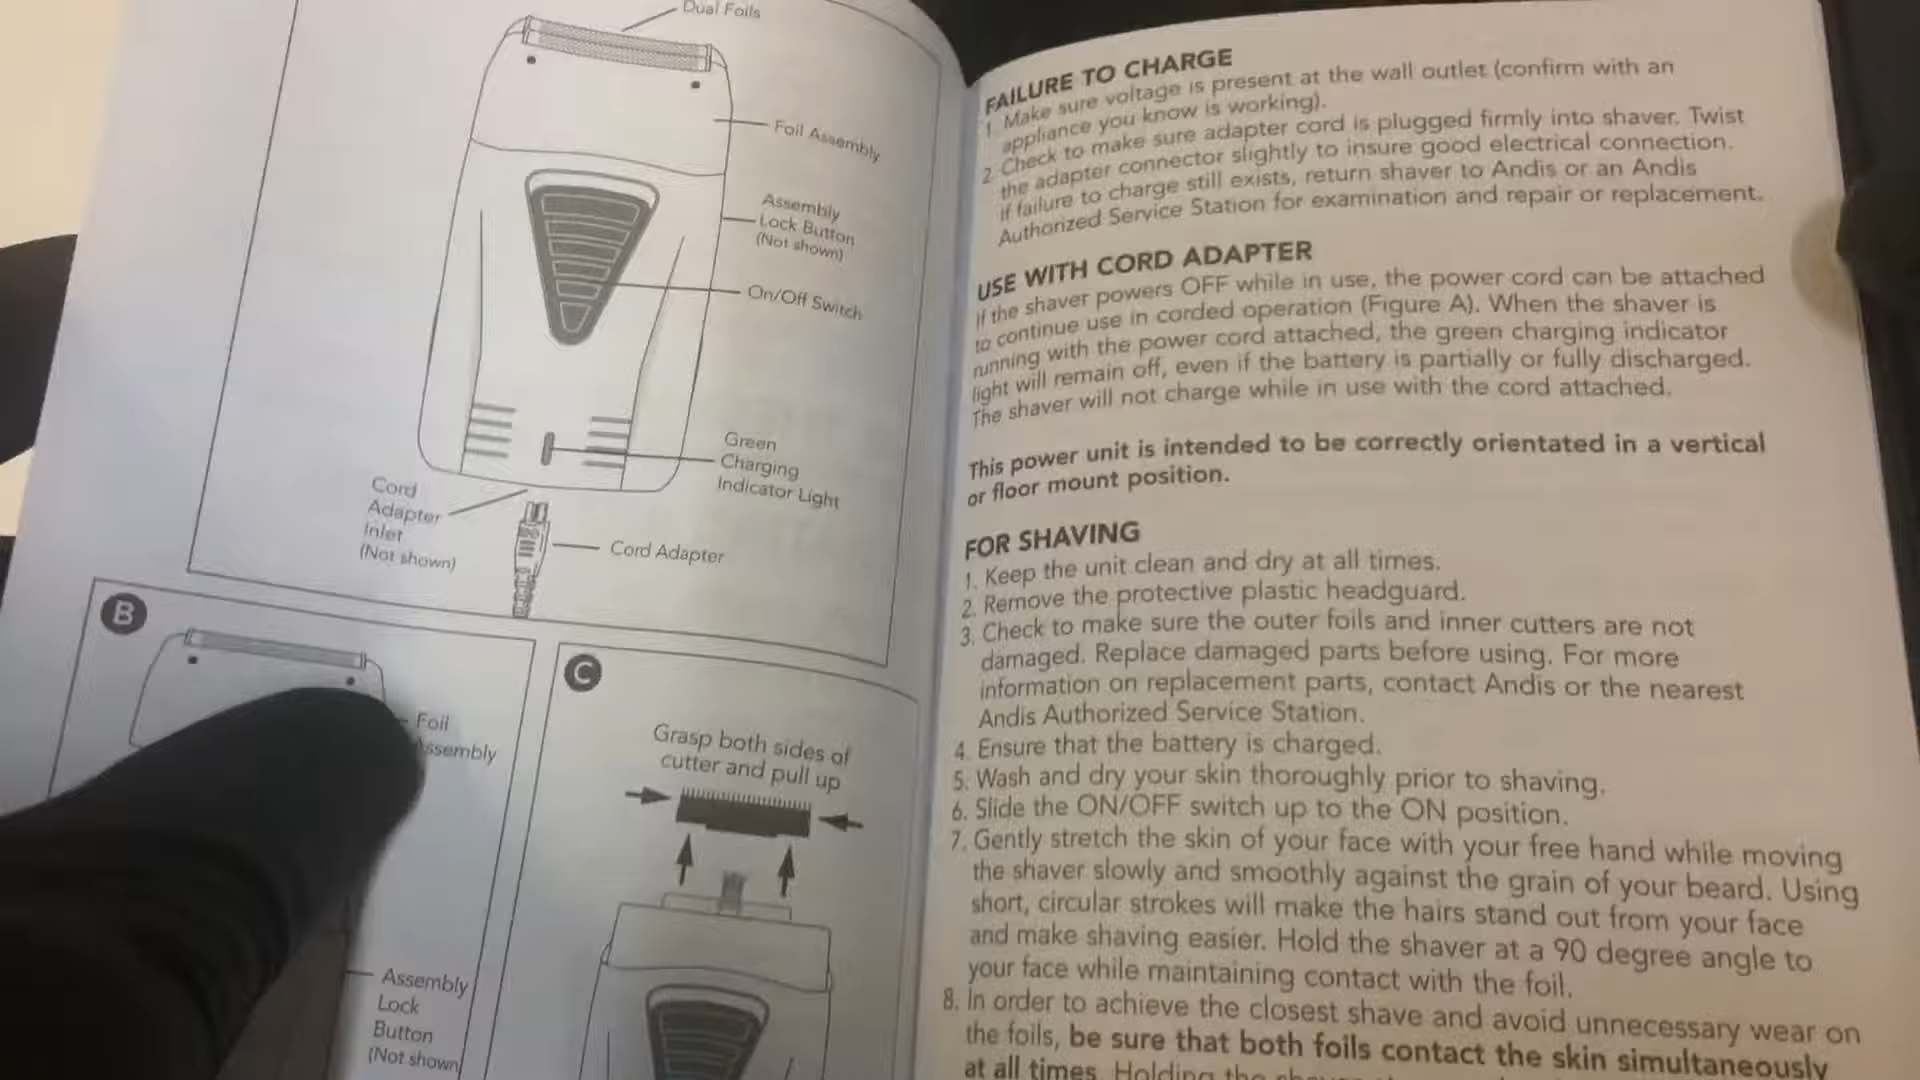 Dual Foils
Foil Assembly
Assembly
Lock Button
(Not shown)
On/Off Switch
Green
Charging
Indicator Light
Cord
Adapter
Inlet
(Not shown)
Cord Adapter
B
Foil
Assembly
Assembly
Lock
Button
(Not shown
C
Grasp both sides of
cutter and pull up
FAILURE TO CHARGE
1. Make sure voltage is present at the wall outlet (confirm with an
appliance you know is working).
2. Check to make sure adapter cord is plugged firmly into shaver. Twist
the adapter connector slightly to insure good electrical connection.
If failure to charge still exists, return shaver to Andis or an Andis
Authorized Service Station for examination and repair or replacement.
USE WITH CORD ADAPTER
If the shaver powers OFF while in use, the power cord can be attached
to continue use in corded operation (Figure A). When the shaver is
running with the power cord attached, the green charging indicator
light will remain off, even if the battery is partially or fully discharged.
The shaver will not charge while in use with the cord attached.
This power unit is intended to be correctly orientated in a vertical
or floor mount position.
FOR SHAVING
1. Keep the unit clean and dry at all times.
2. Remove the protective plastic headguard.
3. Check to make sure the outer foils and inner cutters are not
damaged. Replace damaged parts before using. For more
information on replacement parts, contact Andis or the nearest
Andis Authorized Service Station.
4. Ensure that the battery is charged.
5. Wash and dry your skin thoroughly prior to shaving.
6. Slide the ON/OFF switch up to the ON position.
7. Gently stretch the skin of your face with your free hand while moving
the shaver slowly and smoothly against the grain of your beard. Using
short, circular strokes will make the hairs stand out from your face
and make shaving easier. Hold the shaver at a 90 degree angle to
your face while maintaining contact with the foil.
8. In order to achieve the closest shave and avoid unnecessary wear on
the foils, be sure that both foils contact the skin simultaneously
at all times. Holding the